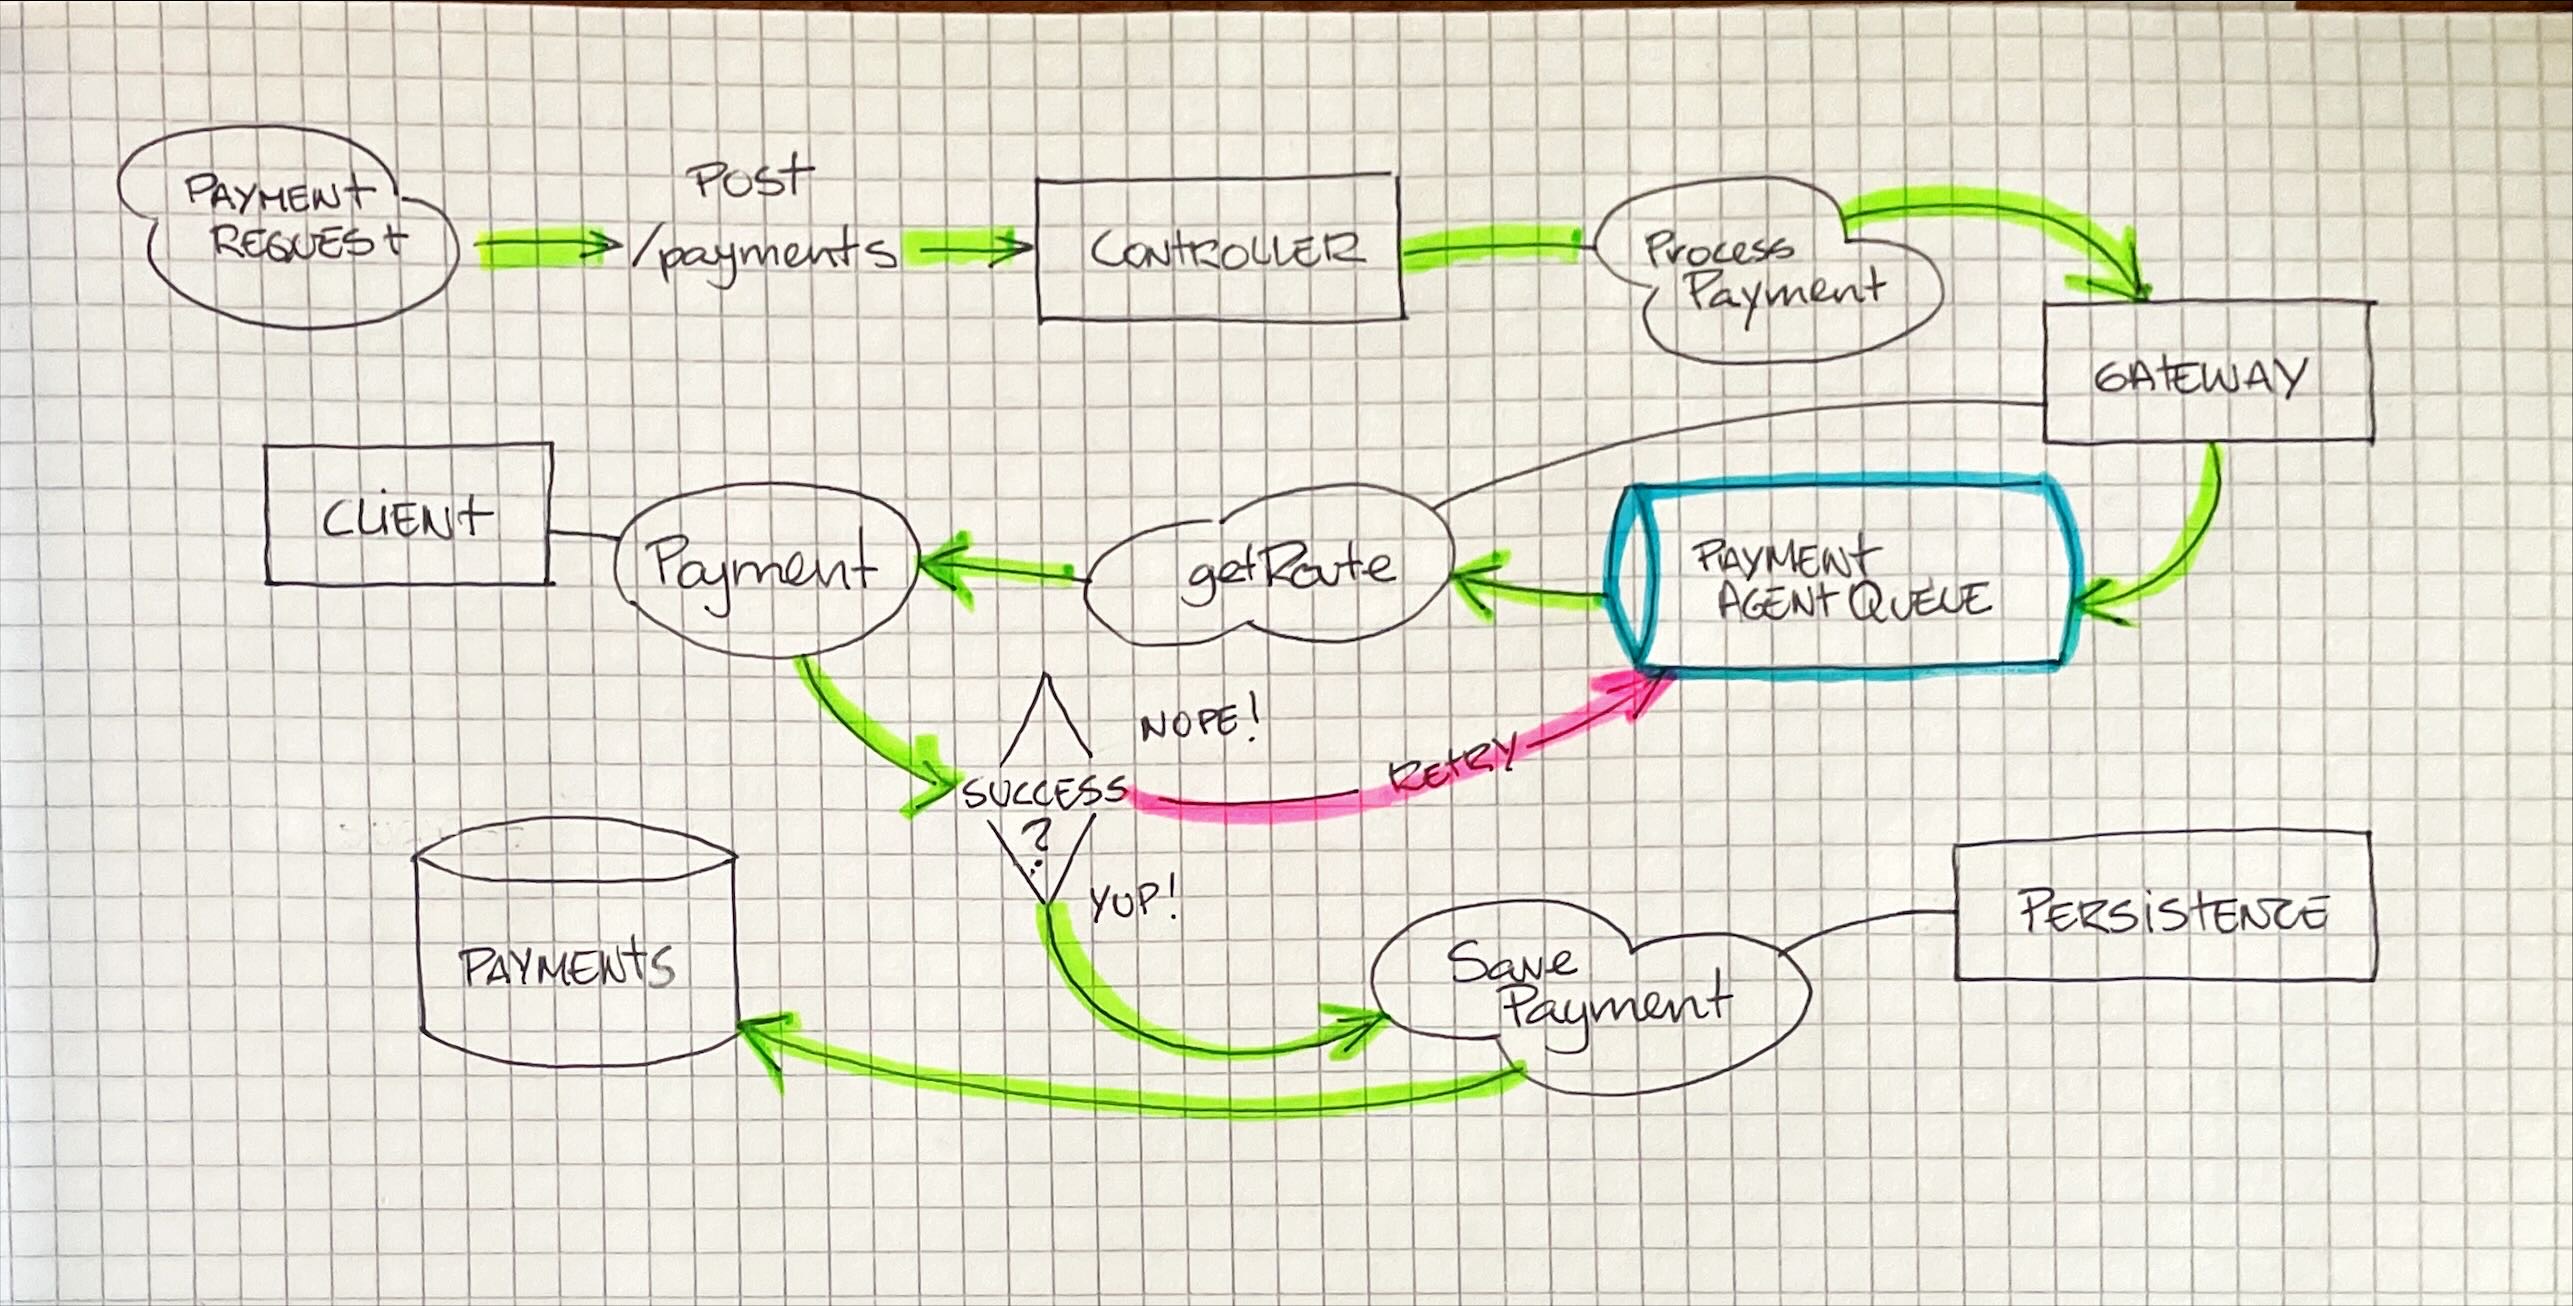 PAYMENT
REQUEST
POST
/payments
CONTROLLER
Process
Payment
GATEWAY
CLIENT
Payment
getRoute
PAYMENT
AGENT QUEUE
NOPE!
SUCCESS
?
RETRY
YUP!
PAYMENTS
Save
Payment
PERSISTENCE